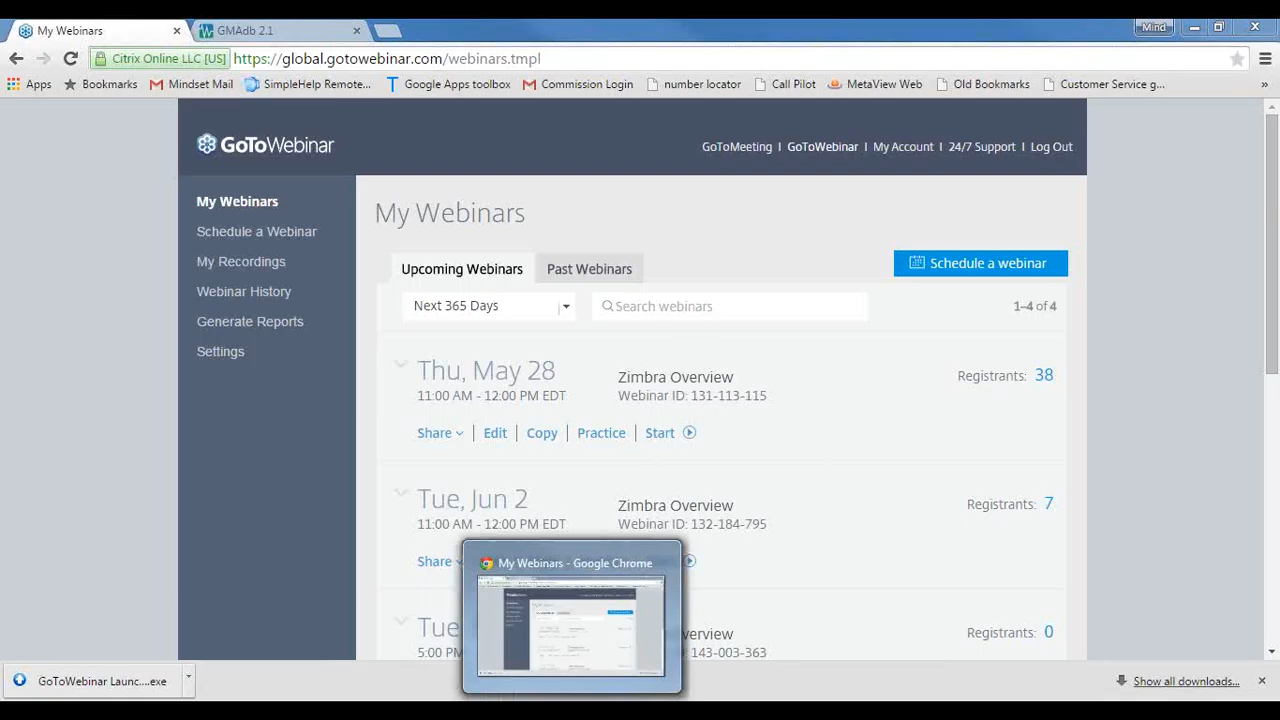 My Webinars
GMAdb 2.1
Mind
Citrix Online LLC [US]
https://global.gotowebinar.com/webinars.tmpl
Apps
Bookmarks
Mindset Mail
SimpleHelp Remote...
Google Apps toolbox
Commission Login
number locator
Call Pilot
MetaView Web
Old Bookmarks
Customer Service g...
»
GoToWebinar
GoToMeeting | GoToWebinar | My Account | 24/7 Support | Log Out
My Webinars
Schedule a Webinar
My Recordings
Webinar History
Generate Reports
Settings
My Webinars
Upcoming Webinars
Past Webinars
Schedule a webinar
Next 365 Days
Search webinars
1–4 of 4
Thu, May 28
11:00 AM - 12:00 PM EDT
Zimbra Overview
Webinar ID: 131-113-115
Registrants: 38
Share | Edit | Copy | Practice | Start
Tue, Jun 2
11:00 AM - 12:00 PM EDT
Zimbra Overview
Webinar ID: 132-184-795
Registrants: 7
Share
My Webinars - Google Chrome
Tue
5:00 PM
overview
143-003-363
Registrants: 0
GoToWebinar Launc....exe
Show all downloads...